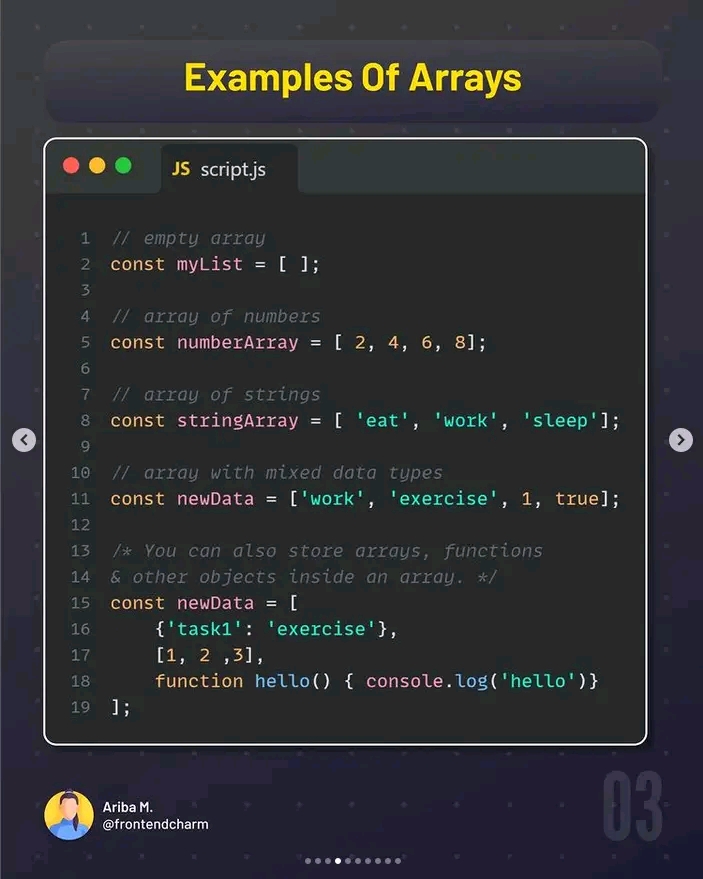 Examples Of Arrays
JS script.js
1 // empty array
2 const myList = [ ];
3
4 // array of numbers
5 const numberArray = [ 2, 4, 6, 8];
6
7 // array of strings
8 const stringArray = [ 'eat', 'work', 'sleep'];
9
10 // array with mixed data types
11 const newData = ['work', 'exercise', 1, true];
12
13 /* You can also store arrays, functions
14 & other objects inside an array. */
15 const newData = [
16 {'task1': 'exercise'},
17 [1, 2 ,3],
18 function hello() { console.log('hello')}
19 ];
Ariba M.
@frontendcharm
03